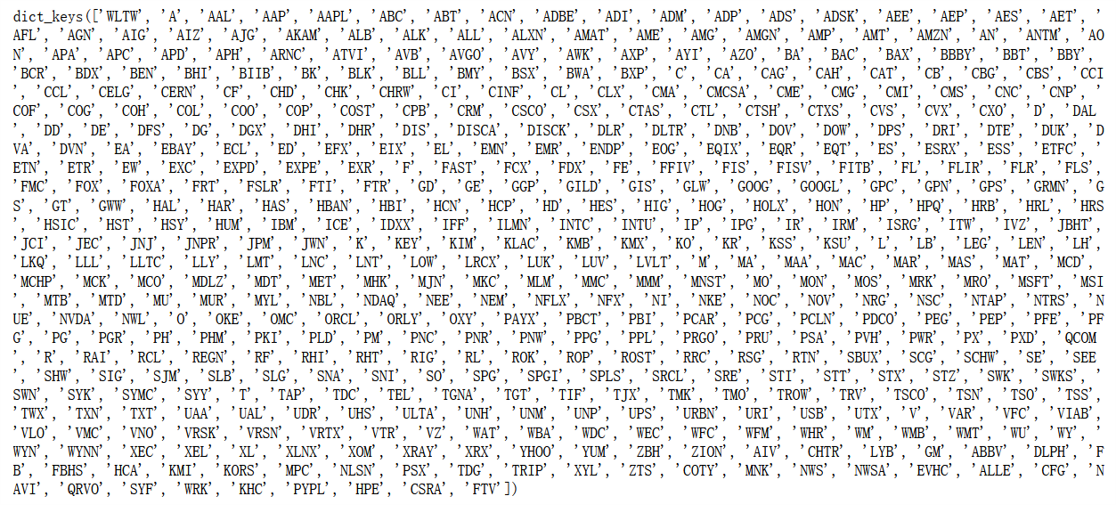 dict_keys(['WLTW', 'A', 'AAL', 'AAP', 'AAPL', 'ABC', 'ABT', 'ACN', 'ADBE', 'ADI', 'ADM', 'ADP', 'ADS', 'ADSK', 'AEE', 'AEP', 'AES', 'AET', '
AFL', 'AGN', 'AIG', 'AIZ', 'AJG', 'AKAM', 'ALB', 'ALK', 'ALL', 'ALXN', 'AMAT', 'AME', 'AMG', 'AMGN', 'AMP', 'AMT', 'AMZN', 'AN', 'ANTM', 'AO
N', 'APA', 'APC', 'APD', 'APH', 'ARNC', 'ATVI', 'AVB', 'AVGO', 'AVY', 'AWK', 'AXP', 'AYI', 'AZO', 'BA', 'BAC', 'BAX', 'BBBY', 'BBT', 'BBY',
'BCR', 'BDX', 'BEN', 'BHI', 'BIIB', 'BK', 'BLK', 'BLL', 'BMY', 'BSX', 'BWA', 'BXP', 'C', 'CA', 'CAG', 'CAH', 'CAT', 'CB', 'CBG', 'CBS', 'CCI
', 'CCL', 'CELG', 'CERN', 'CF', 'CHD', 'CHK', 'CHRW', 'CI', 'CINF', 'CL', 'CLX', 'CMA', 'CMCSA', 'CME', 'CMG', 'CMI', 'CMS', 'CNC', 'CNP', '
COF', 'COG', 'COH', 'COL', 'COO', 'COP', 'COST', 'CPB', 'CRM', 'CSCO', 'CSX', 'CTAS', 'CTL', 'CTSH', 'CTXS', 'CVS', 'CVX', 'CXO', 'D', 'DAL
', 'DD', 'DE', 'DFS', 'DG', 'DGX', 'DHI', 'DHR', 'DIS', 'DISCA', 'DISCK', 'DLR', 'DLTR', 'DNB', 'DOV', 'DOW', 'DPS', 'DRI', 'DTE', 'DUK', 'D
VA', 'DVN', 'EA', 'EBAY', 'ECL', 'ED', 'EFX', 'EIX', 'EL', 'EMN', 'EMR', 'ENDP', 'EOG', 'EQIX', 'EQR', 'EQT', 'ES', 'ESRX', 'ESS', 'ETFC', '
ETN', 'ETR', 'EW', 'EXC', 'EXPD', 'EXPE', 'EXR', 'F', 'FAST', 'FCX', 'FDX', 'FE', 'FFIV', 'FIS', 'FISV', 'FITB', 'FL', 'FLIR', 'FLR', 'FLS',
'FMC', 'FOX', 'FOXA', 'FRT', 'FSLR', 'FTI', 'FTR', 'GD', 'GE', 'GGP', 'GILD', 'GIS', 'GLW', 'GOOG', 'GOOGL', 'GPC', 'GPN', 'GPS', 'GRMN', 'G
S', 'GT', 'GWW', 'HAL', 'HAR', 'HAS', 'HBAN', 'HBI', 'HCN', 'HCP', 'HD', 'HES', 'HIG', 'HOG', 'HOLX', 'HON', 'HP', 'HPQ', 'HRB', 'HRL', 'HRS
', 'HSIC', 'HST', 'HSY', 'HUM', 'IBM', 'ICE', 'IDXX', 'IFF', 'ILMN', 'INTC', 'INTU', 'IP', 'IPG', 'IR', 'IRM', 'ISRG', 'ITW', 'IVZ', 'JBHT',
'JCI', 'JEC', 'JNJ', 'JNPR', 'JPM', 'JWN', 'K', 'KEY', 'KIM', 'KLAC', 'KMB', 'KMX', 'KO', 'KR', 'KSS', 'KSU', 'L', 'LB', 'LEG', 'LEN', 'LH',
'LKQ', 'LLL', 'LLTC', 'LLY', 'LMT', 'LNC', 'LNT', 'LOW', 'LRCX', 'LUK', 'LUV', 'LVLT', 'M', 'MA', 'MAA', 'MAC', 'MAR', 'MAS', 'MAT', 'MCD',
'MCHP', 'MCK', 'MCO', 'MDLZ', 'MDT', 'MET', 'MHK', 'MJN', 'MKC', 'MLM', 'MMC', 'MMM', 'MNST', 'MO', 'MON', 'MOS', 'MRK', 'MRO', 'MSFT', 'MSI
', 'MTB', 'MTD', 'MU', 'MUR', 'MYL', 'NBL', 'NDAQ', 'NEE', 'NEM', 'NFLX', 'NFX', 'NI', 'NKE', 'NOC', 'NOV', 'NRG', 'NSC', 'NTAP', 'NTRS', 'N
UE', 'NVDA', 'NWL', 'O', 'OKE', 'OMC', 'ORCL', 'ORLY', 'OXY', 'PAYX', 'PBCT', 'PBI', 'PCAR', 'PCG', 'PCLN', 'PDCO', 'PEG', 'PEP', 'PFE', 'PF
G', 'PG', 'PGR', 'PH', 'PHM', 'PKI', 'PLD', 'PM', 'PNC', 'PNR', 'PNW', 'PPG', 'PPL', 'PRGO', 'PRU', 'PSA', 'PVH', 'PWR', 'PX', 'PXD', 'QCOM
', 'R', 'RAI', 'RCL', 'REGN', 'RF', 'RHI', 'RHT', 'RIG', 'RL', 'ROK', 'ROP', 'ROST', 'RRC', 'RSG', 'RTN', 'SBUX', 'SCG', 'SCHW', 'SE', 'SEE
', 'SHW', 'SIG', 'SJM', 'SLB', 'SLG', 'SNA', 'SNI', 'SO', 'SPG', 'SPGI', 'SPLS', 'SRCL', 'SRE', 'STI', 'STT', 'STX', 'STZ', 'SWK', 'SWKS', '
SWN', 'SYK', 'SYMC', 'SYY', 'T', 'TAP', 'TDC', 'TEL', 'TGNA', 'TGT', 'TIF', 'TJX', 'TMK', 'TMO', 'TROW', 'TRV', 'TSCO', 'TSN', 'TSO', 'TSS',
'TWX', 'TXN', 'TXT', 'UAA', 'UAL', 'UDR', 'UHS', 'ULTA', 'UNH', 'UNM', 'UNP', 'UPS', 'URBN', 'URI', 'USB', 'UTX', 'V', 'VAR', 'VFC', 'VIAB',
'VLO', 'VMC', 'VNO', 'VRSK', 'VRSN', 'VRTX', 'VTR', 'VZ', 'WAT', 'WBA', 'WDC', 'WEC', 'WFC', 'WFM', 'WHR', 'WM', 'WMB', 'WMT', 'WU', 'WY', '
WYN', 'WYNN', 'XEC', 'XEL', 'XL', 'XLNX', 'XOM', 'XRAY', 'XRX', 'YHOO', 'YUM', 'ZBH', 'ZION', 'AIV', 'CHTR', 'LYB', 'GM', 'ABBV', 'DLPH', 'F
B', 'FBHS', 'HCA', 'KMI', 'KORS', 'MPC', 'NLSN', 'PSX', 'TDG', 'TRIP', 'XYL', 'ZTS', 'COTY', 'MNK', 'NWS', 'NWSA', 'EVHC', 'ALLE', 'CFG', 'N
AVI', 'QRVO', 'SYF', 'WRK', 'KHC', 'PYPL', 'HPE', 'CSRA', 'FTV'])